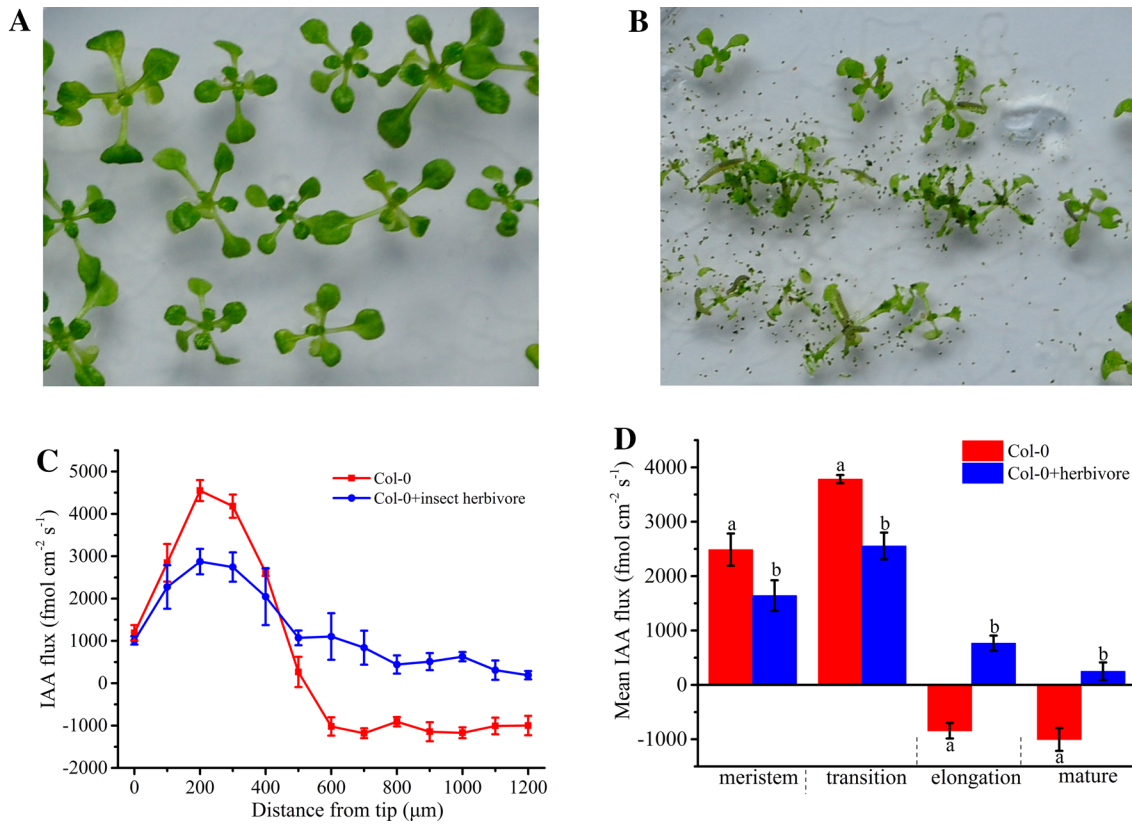 A
B
C
5000
4000
3000
2000
1000
0
-1000
-2000
IAA flux (fmol cm⁻² s⁻¹)
Col-0
Col-0+insect herbivore
0 200 400 600 800 1000 1200
Distance from tip (μm)
D
4000
3000
2000
1000
0
-1000
Mean IAA flux (fmol cm⁻² s⁻¹)
Col-0
Col-0+herbivore
a
b
a
b
a
b
a
b
meristem transition elongation mature